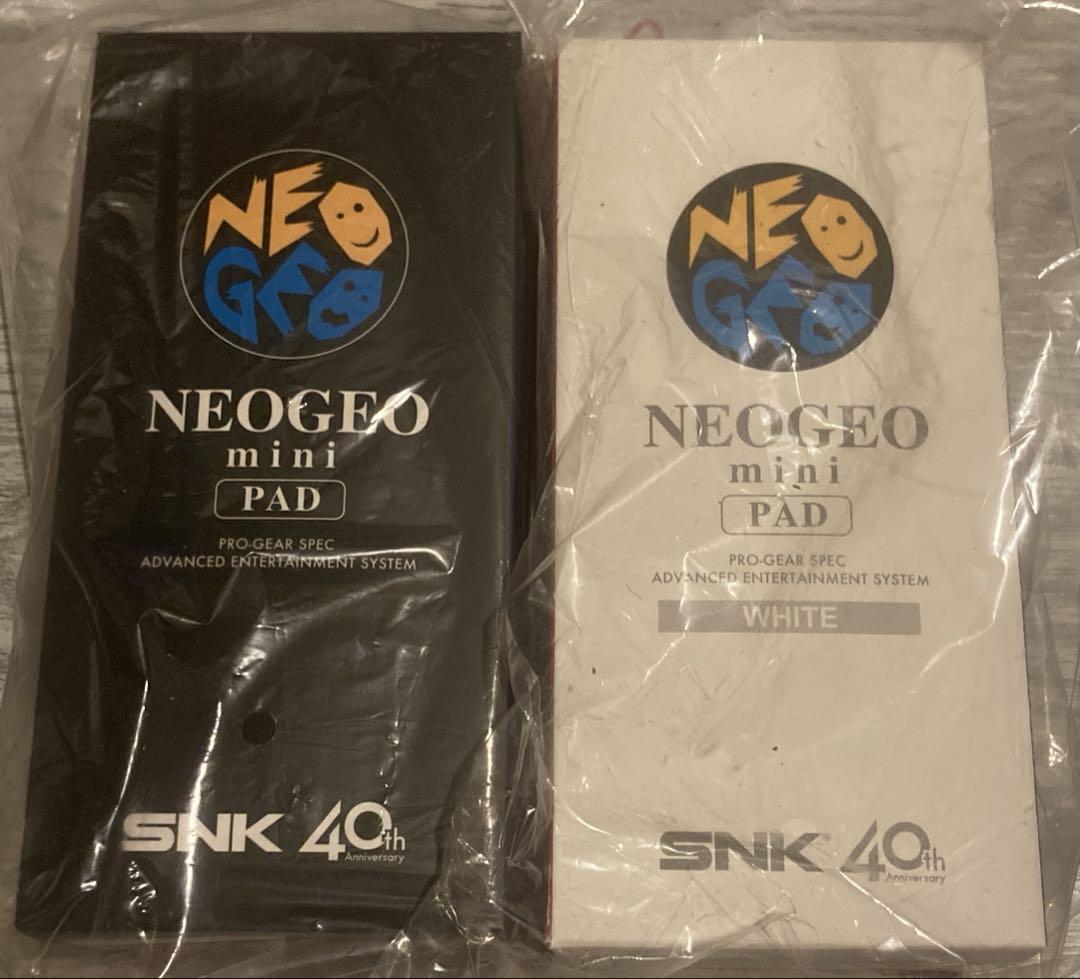 NEO
GEO
NEOGEO
mini
PAD
PRO-GEAR SPEC
ADVANCED ENTERTAINMENT SYSTEM
SNK 40th
Anniversary
NEO
GEO
NEOGEO
mini
PAD
PRO-GEAR SPEC
ADVANCED ENTERTAINMENT SYSTEM
WHITE
SNK 40th
Anniversary